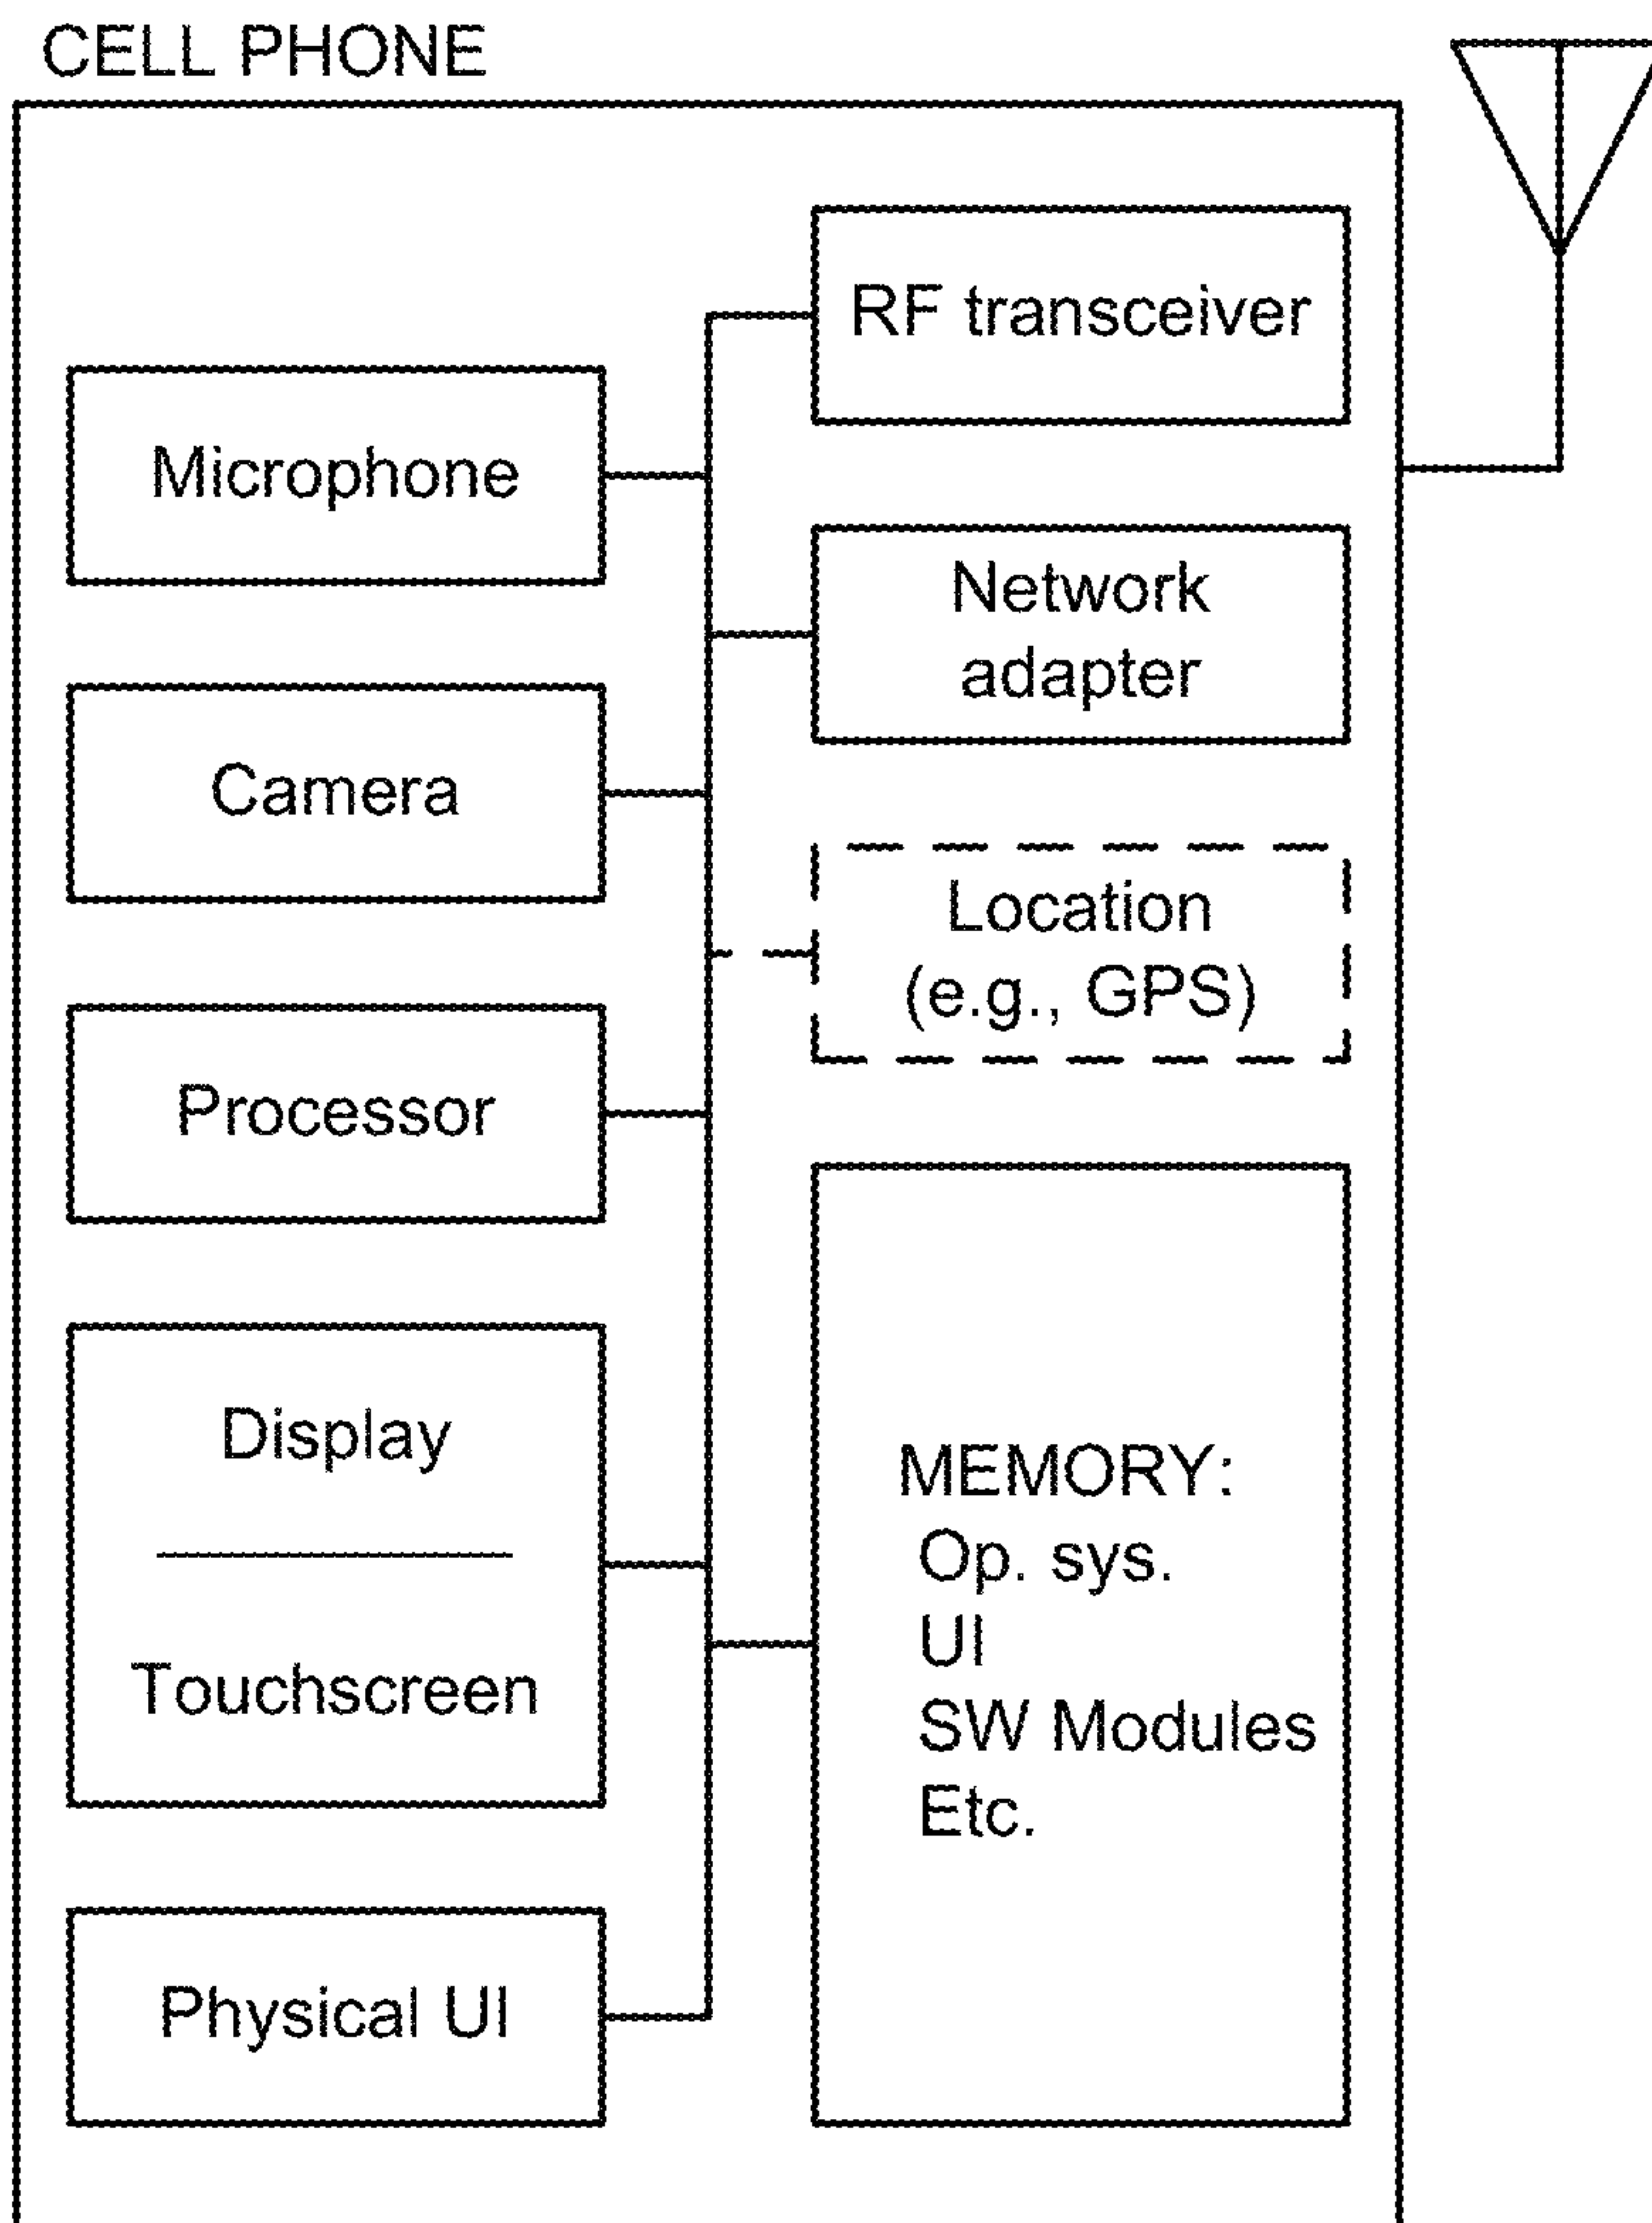 CELL PHONE
RF transceiver
Microphone
Network
adapter
Camera
Location
(e.g., GPS)
Processor
Display
Touchscreen
MEMORY:
Op. sys.
UI
SW Modules
Etc.
Physical UI